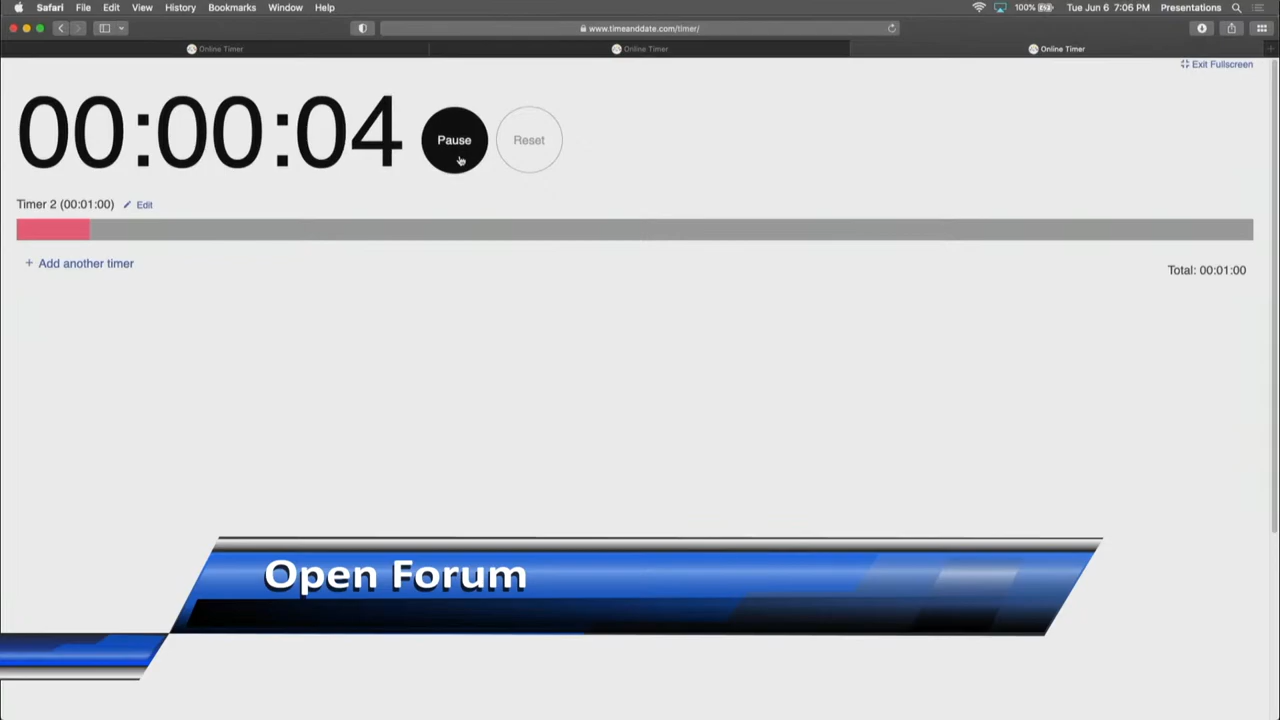 Safari File Edit View History Bookmarks Window Help 100% Tue Jun 6 7:06 PM Presentations
www.timeanddate.com/timer/
Online Timer Online Timer Online Timer
Exit Fullscreen
00:00:04 Pause Reset
Timer 2 (00:01:00) Edit
+ Add another timer
Total: 00:01:00
Open Forum